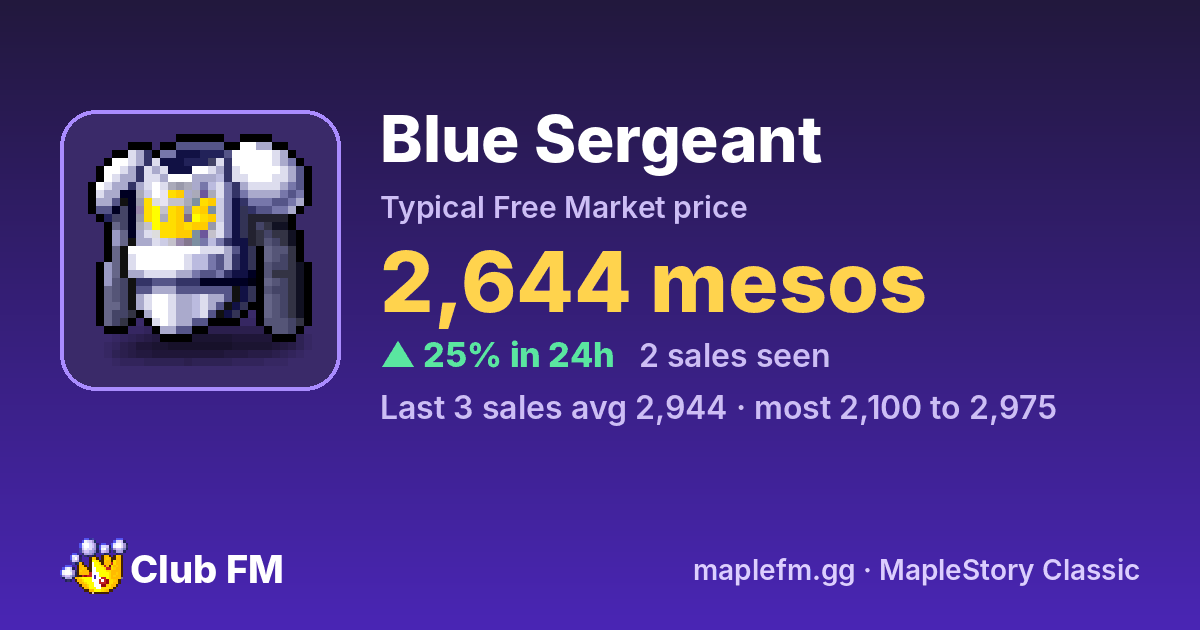 Blue Sergeant
Typical Free Market price
2,644 mesos
▲ 25% in 24h 2 sales seen
Last 3 sales avg 2,944 · most 2,100 to 2,975
Club FM
maplefm.gg · MapleStory Classic